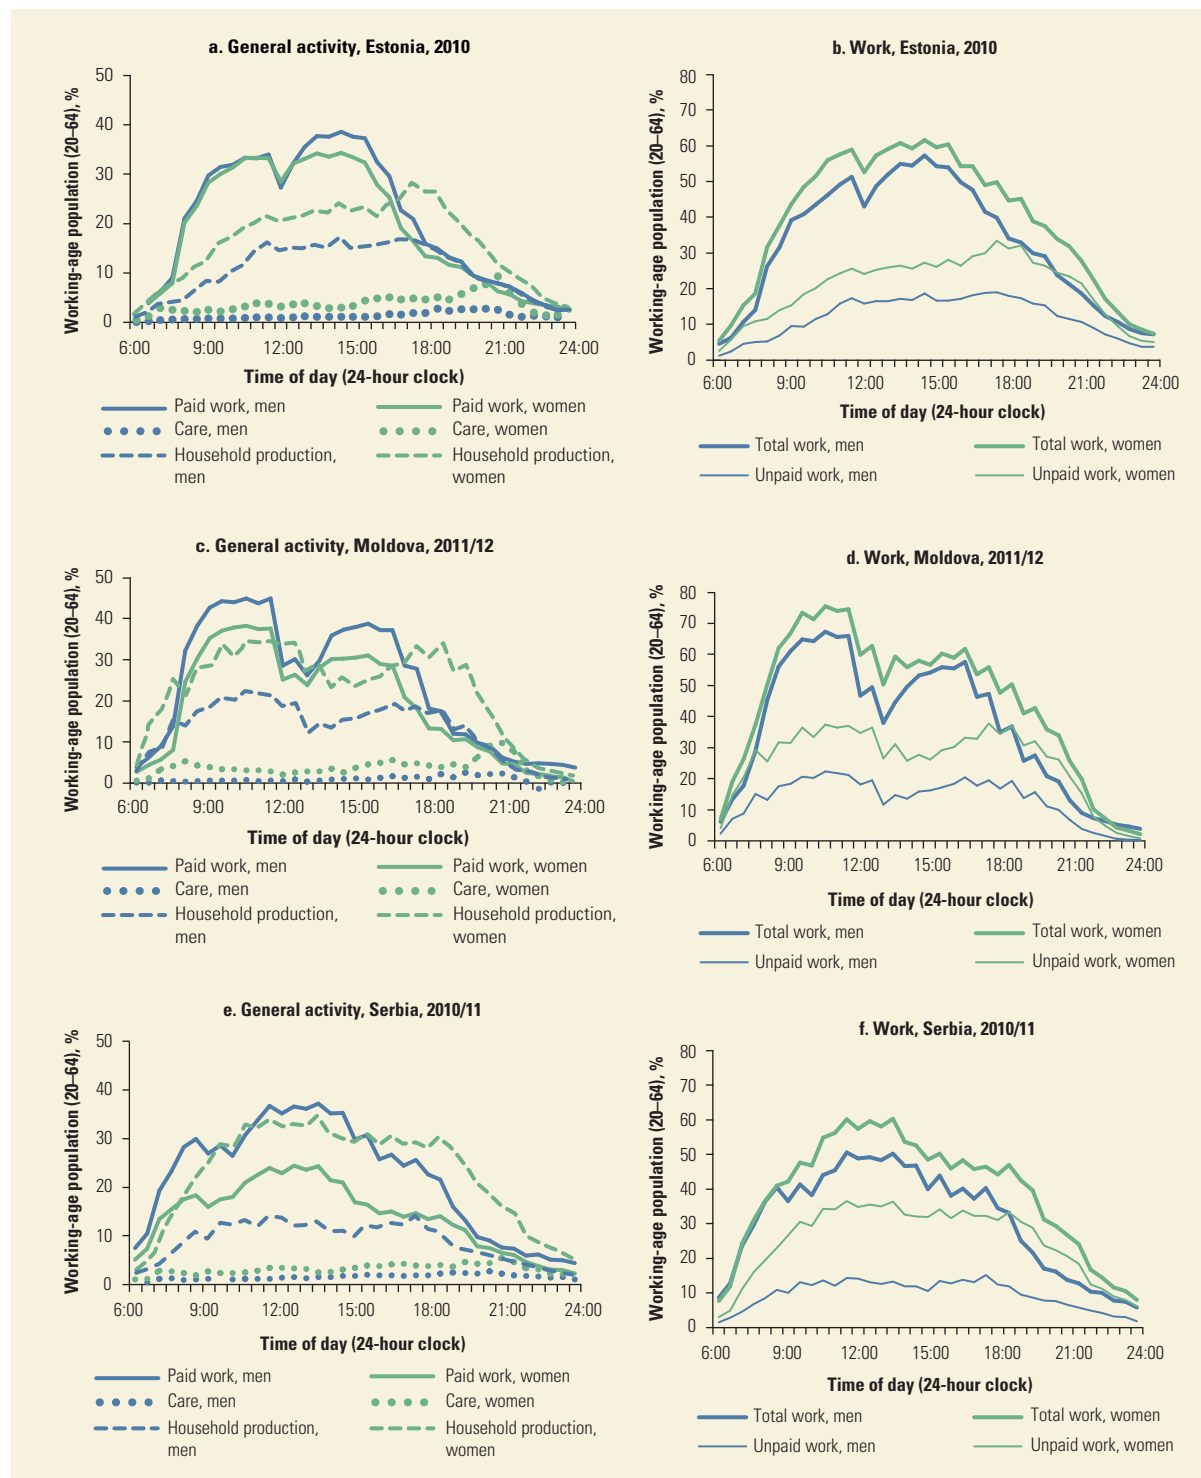 a. General activity, Estonia, 2010
Working-age population (20–64), %
50
40
30
20
10
0
6:00 9:00 12:00 15:00 18:00 21:00 24:00
Time of day (24-hour clock)
Paid work, men
Paid work, women
Care, men
Care, women
Household production,
men
Household production,
women
b. Work, Estonia, 2010
Working-age population (20–64), %
80
70
60
50
40
30
20
10
0
6:00 9:00 12:00 15:00 18:00 21:00 24:00
Time of day (24-hour clock)
Total work, men
Total work, women
Unpaid work, men
Unpaid work, women
c. General activity, Moldova, 2011/12
Working-age population (20–64), %
50
40
30
20
10
0
6:00 9:00 12:00 15:00 18:00 21:00 24:00
Time of day (24-hour clock)
Paid work, men
Paid work, women
Care, men
Care, women
Household production,
men
Household production,
women
d. Work, Moldova, 2011/12
Working-age population (20–64), %
80
70
60
50
40
30
20
10
0
6:00 9:00 12:00 15:00 18:00 21:00 24:00
Time of day (24-hour clock)
Total work, men
Total work, women
Unpaid work, men
Unpaid work, women
e. General activity, Serbia, 2010/11
Working-age population (20–64), %
50
40
30
20
10
0
6:00 9:00 12:00 15:00 18:00 21:00 24:00
Time of day (24-hour clock)
Paid work, men
Paid work, women
Care, men
Care, women
Household production,
men
Household production,
women
f. Work, Serbia, 2010/11
Working-age population (20–64), %
80
70
60
50
40
30
20
10
0
6:00 9:00 12:00 15:00 18:00 21:00 24:00
Time of day (24-hour clock)
Total work, men
Total work, women
Unpaid work, men
Unpaid work, women